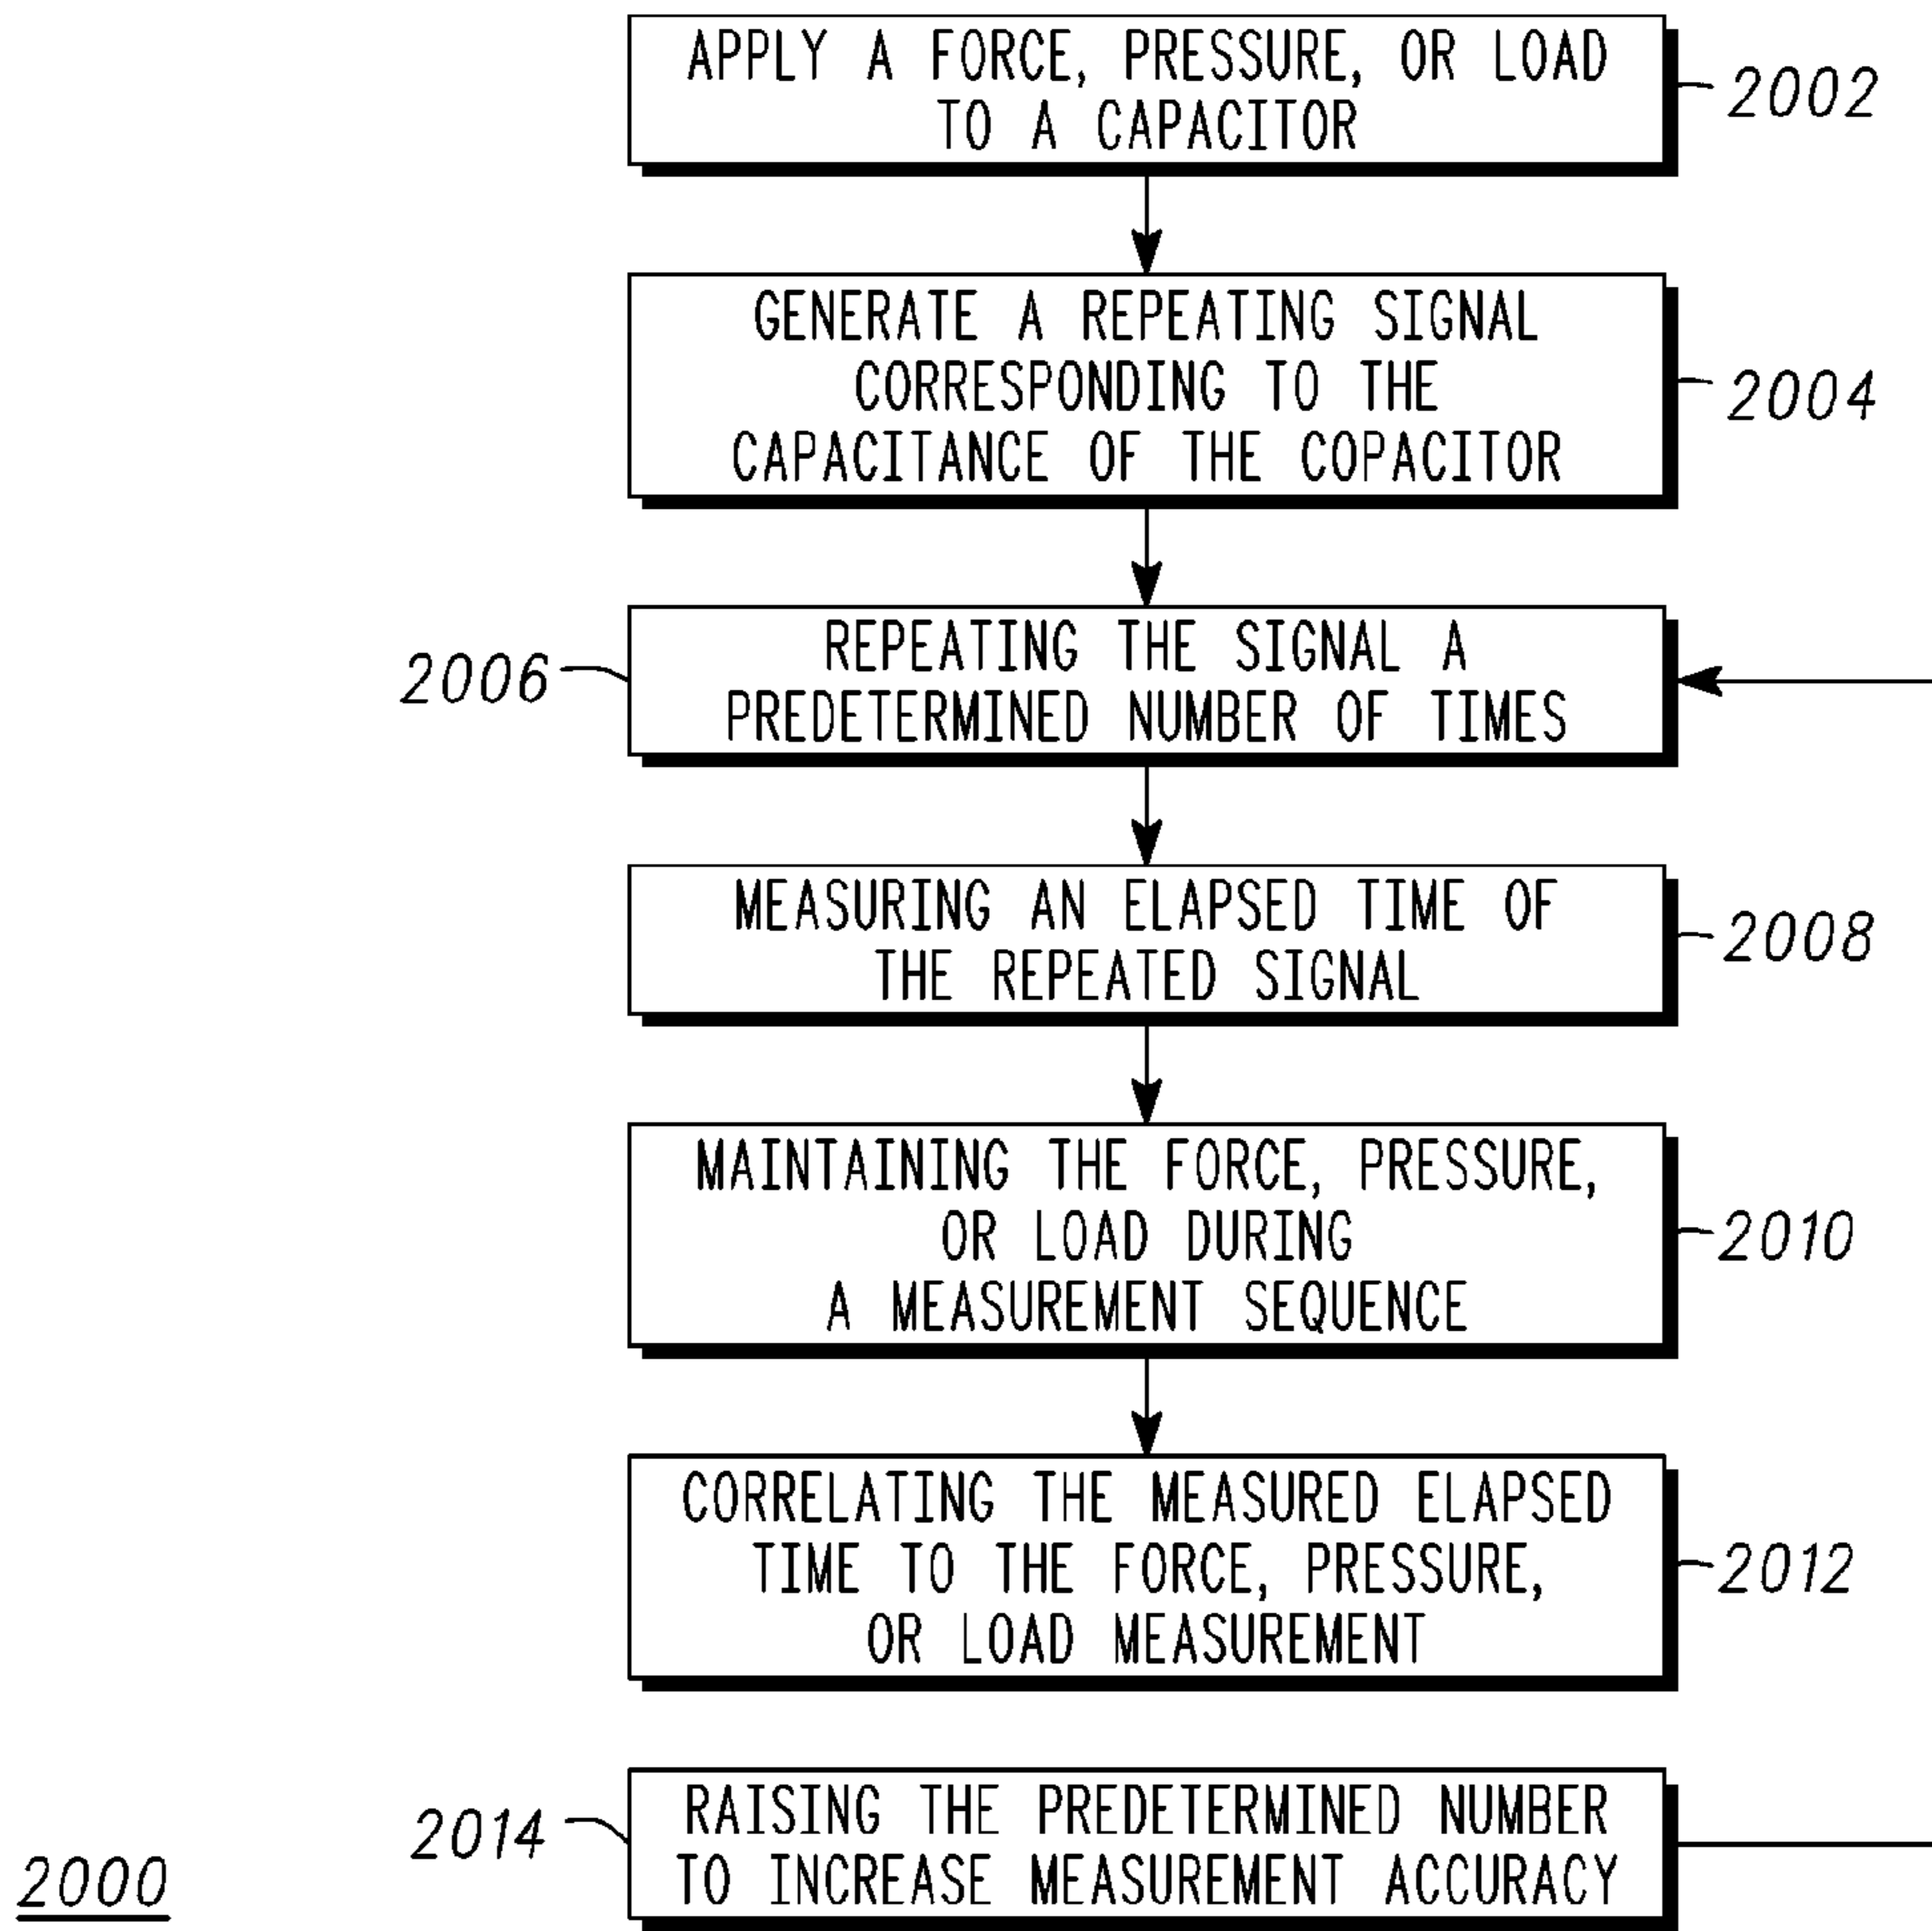 APPLY A FORCE, PRESSURE, OR LOAD
TO A CAPACITOR
2002
GENERATE A REPEATING SIGNAL
CORRESPONDING TO THE
CAPACITANCE OF THE COPACITOR
2004
REPEATING THE SIGNAL A
PREDETERMINED NUMBER OF TIMES
2006
MEASURING AN ELAPSED TIME OF
THE REPEATED SIGNAL
2008
MAINTAINING THE FORCE, PRESSURE,
OR LOAD DURING
A MEASUREMENT SEQUENCE
2010
CORRELATING THE MEASURED ELAPSED
TIME TO THE FORCE, PRESSURE,
OR LOAD MEASUREMENT
2012
RAISING THE PREDETERMINED NUMBER
TO INCREASE MEASUREMENT ACCURACY
2014
2000